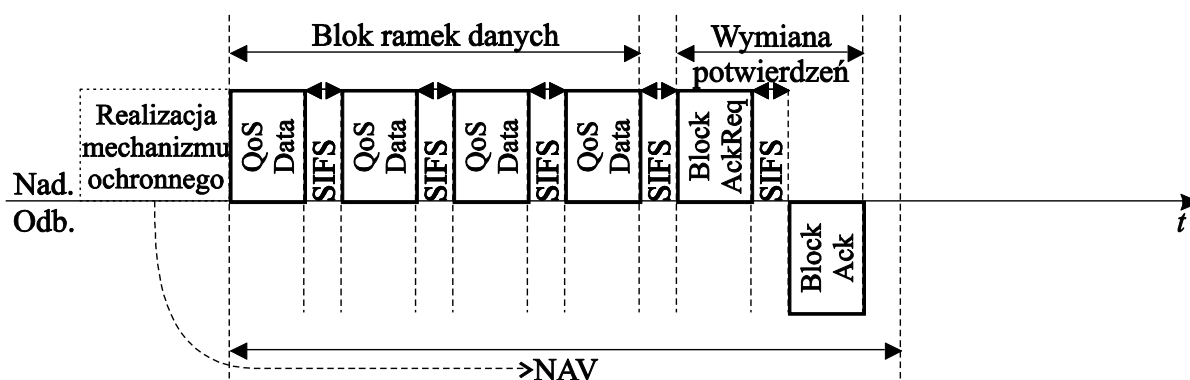 Blok ramek danych
Wymiana
potwierdzeń
Realizacja
mechanizmu
ochronnego
QoS
Data
SIFS
QoS
Data
SIFS
QoS
Data
SIFS
QoS
Data
SIFS
Block
AckReq
SIFS
Nad.
Odb.
t
Block
Ack
NAV